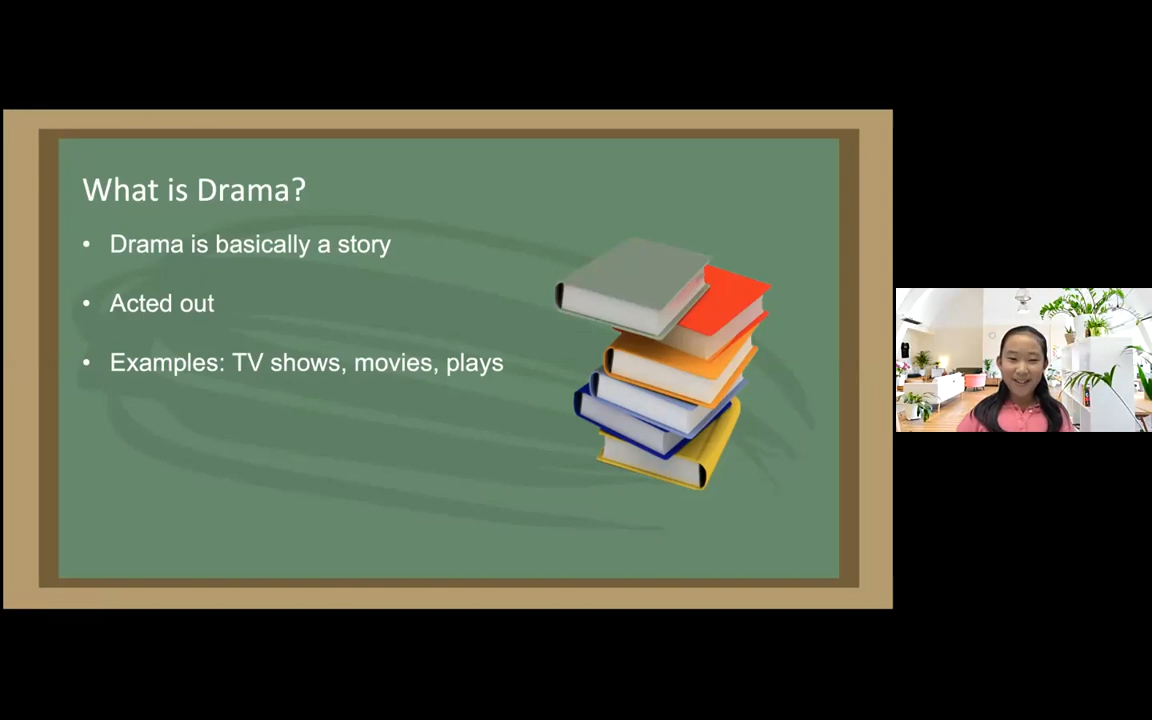 What is Drama?
• Drama is basically a story
• Acted out
• Examples: TV shows, movies, plays